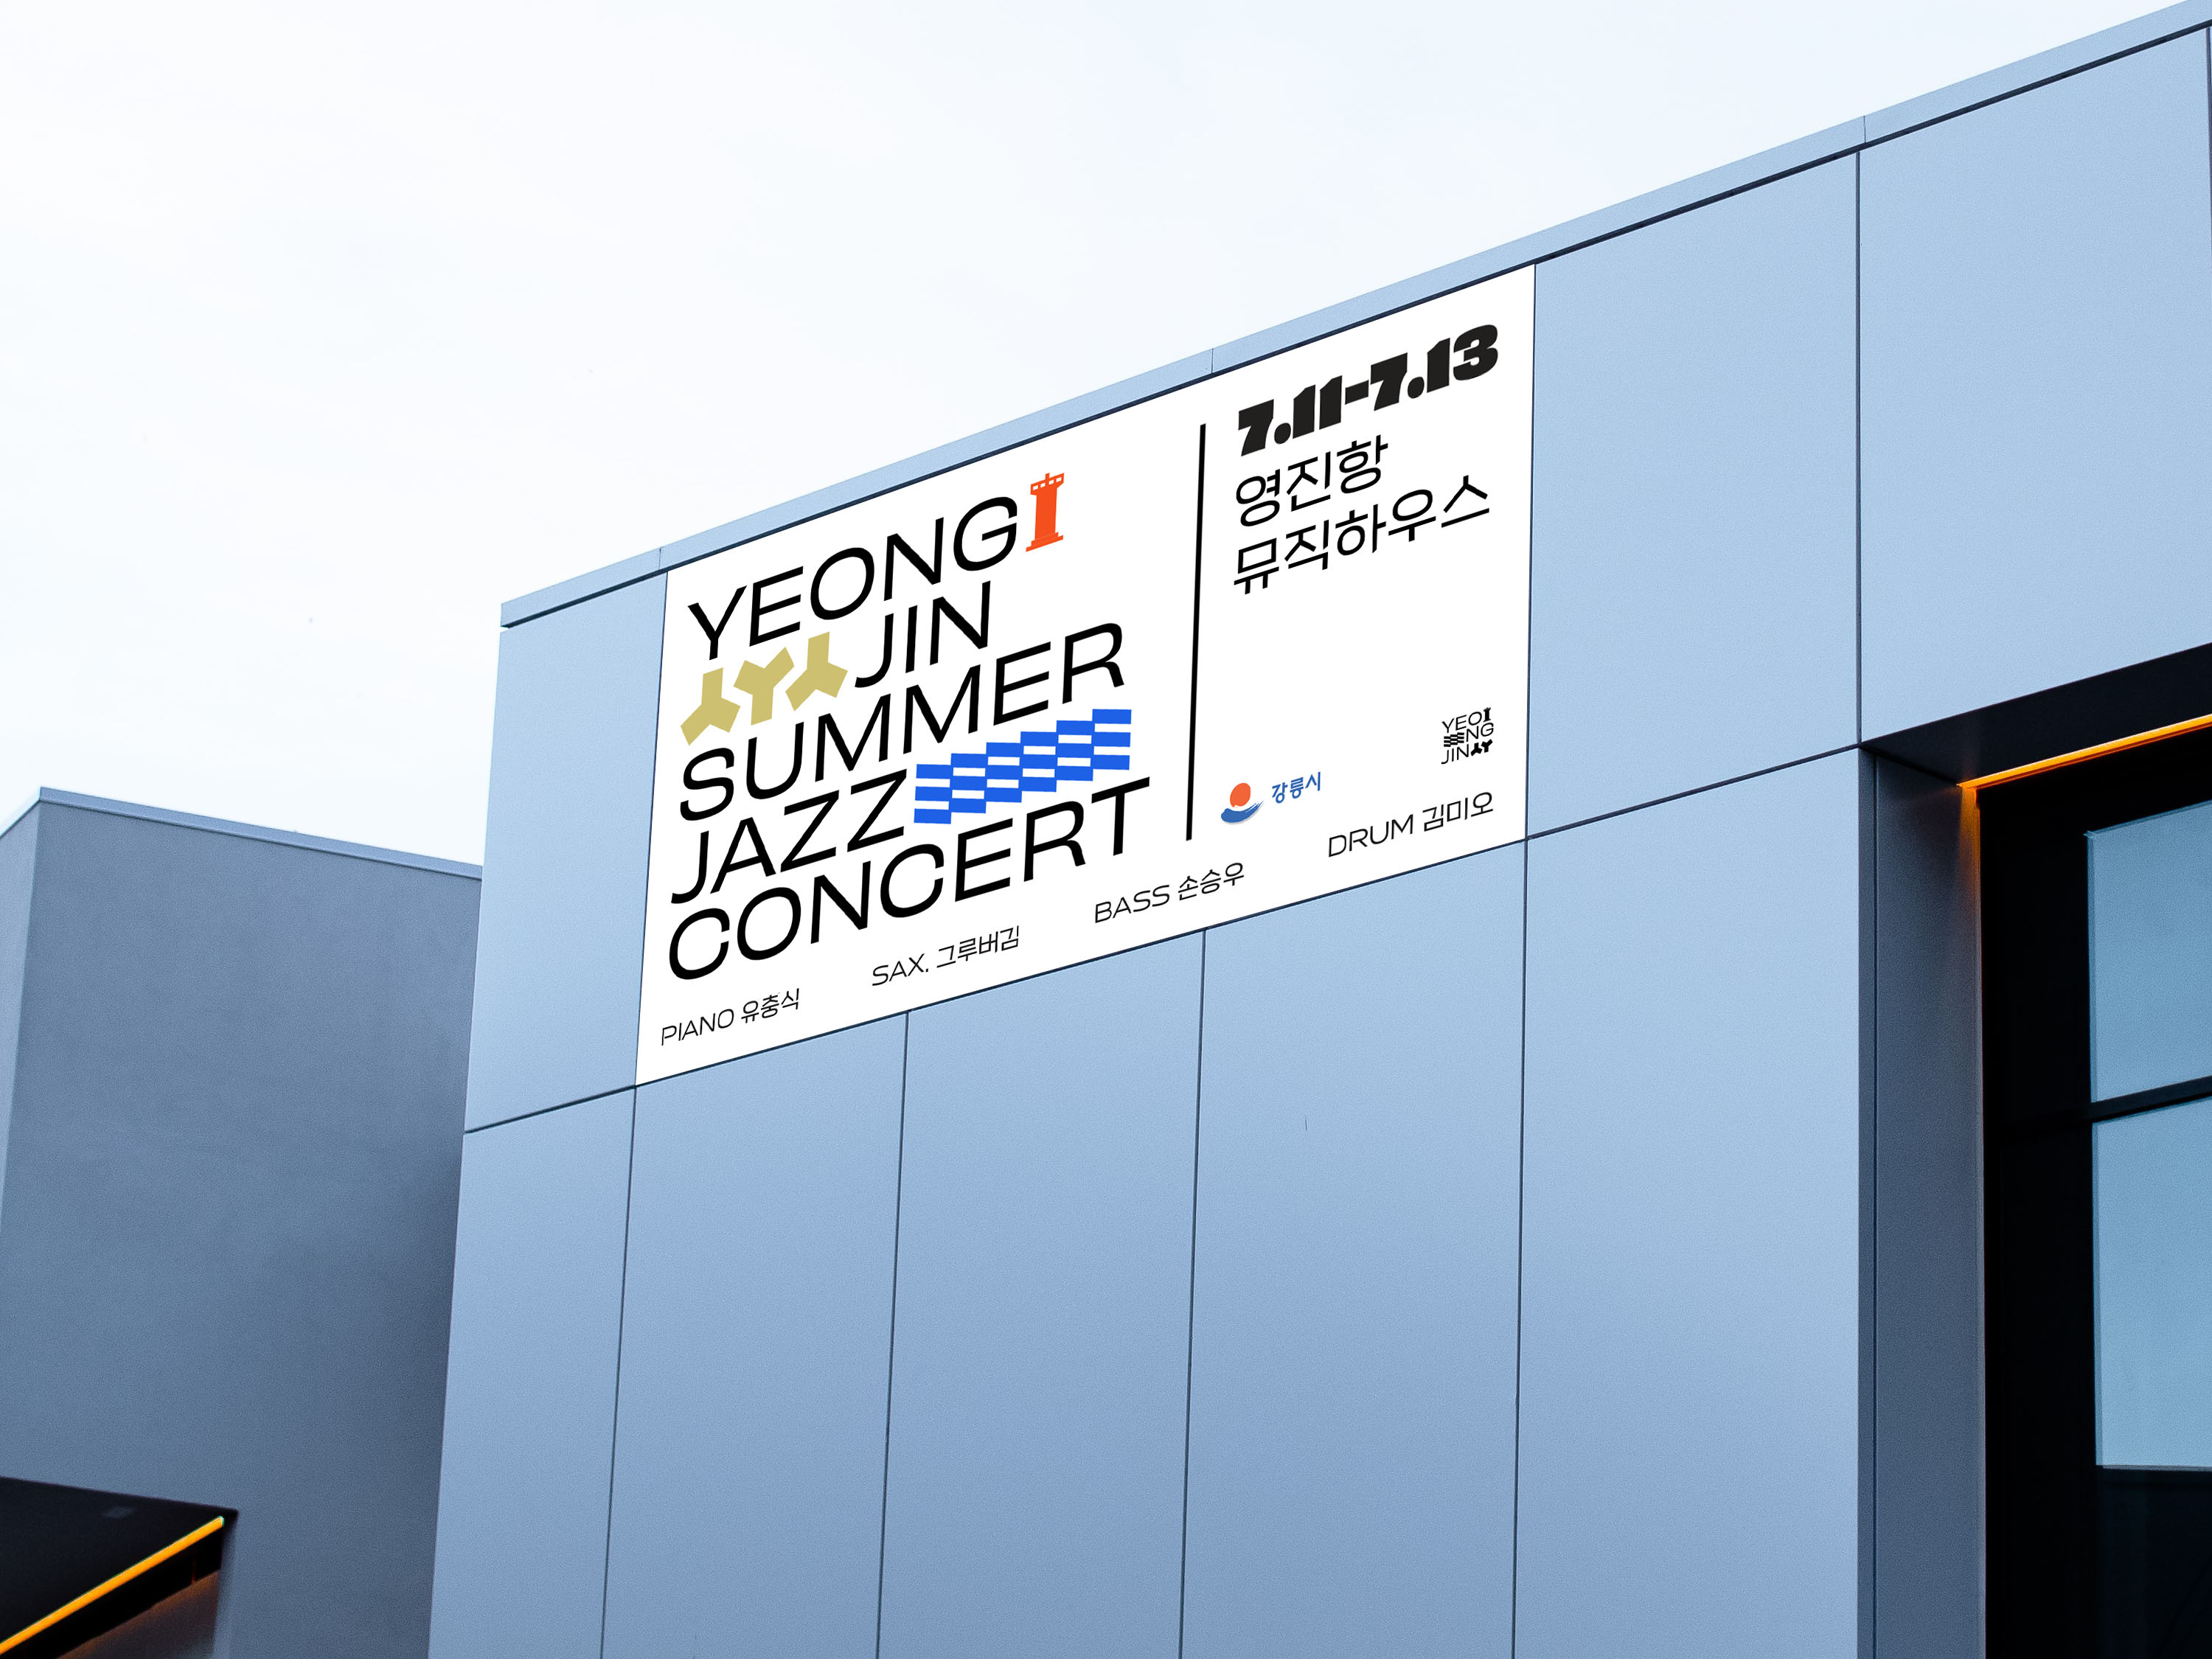 YEONG
JIN
SUMMER
JAZZ
CONCERT
7.11-7.13
영진항
뮤직하우스
강릉시
YEO
NG
JIN
PIANO 유충식
SAX. 그루버김
BASS 손승우
DRUM 김미오